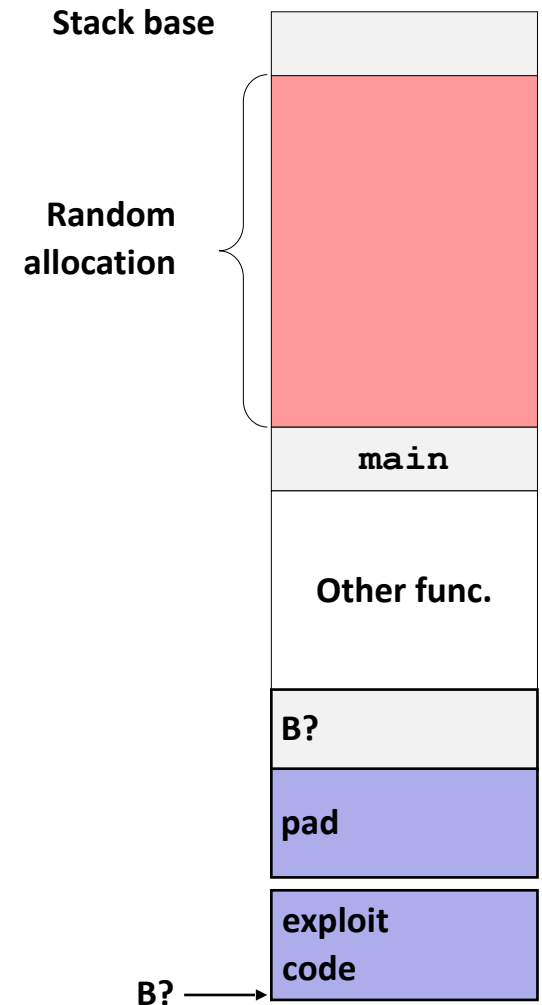 Stack base
Random
allocation
main
Other func.
B?
pad
exploit
code
B?